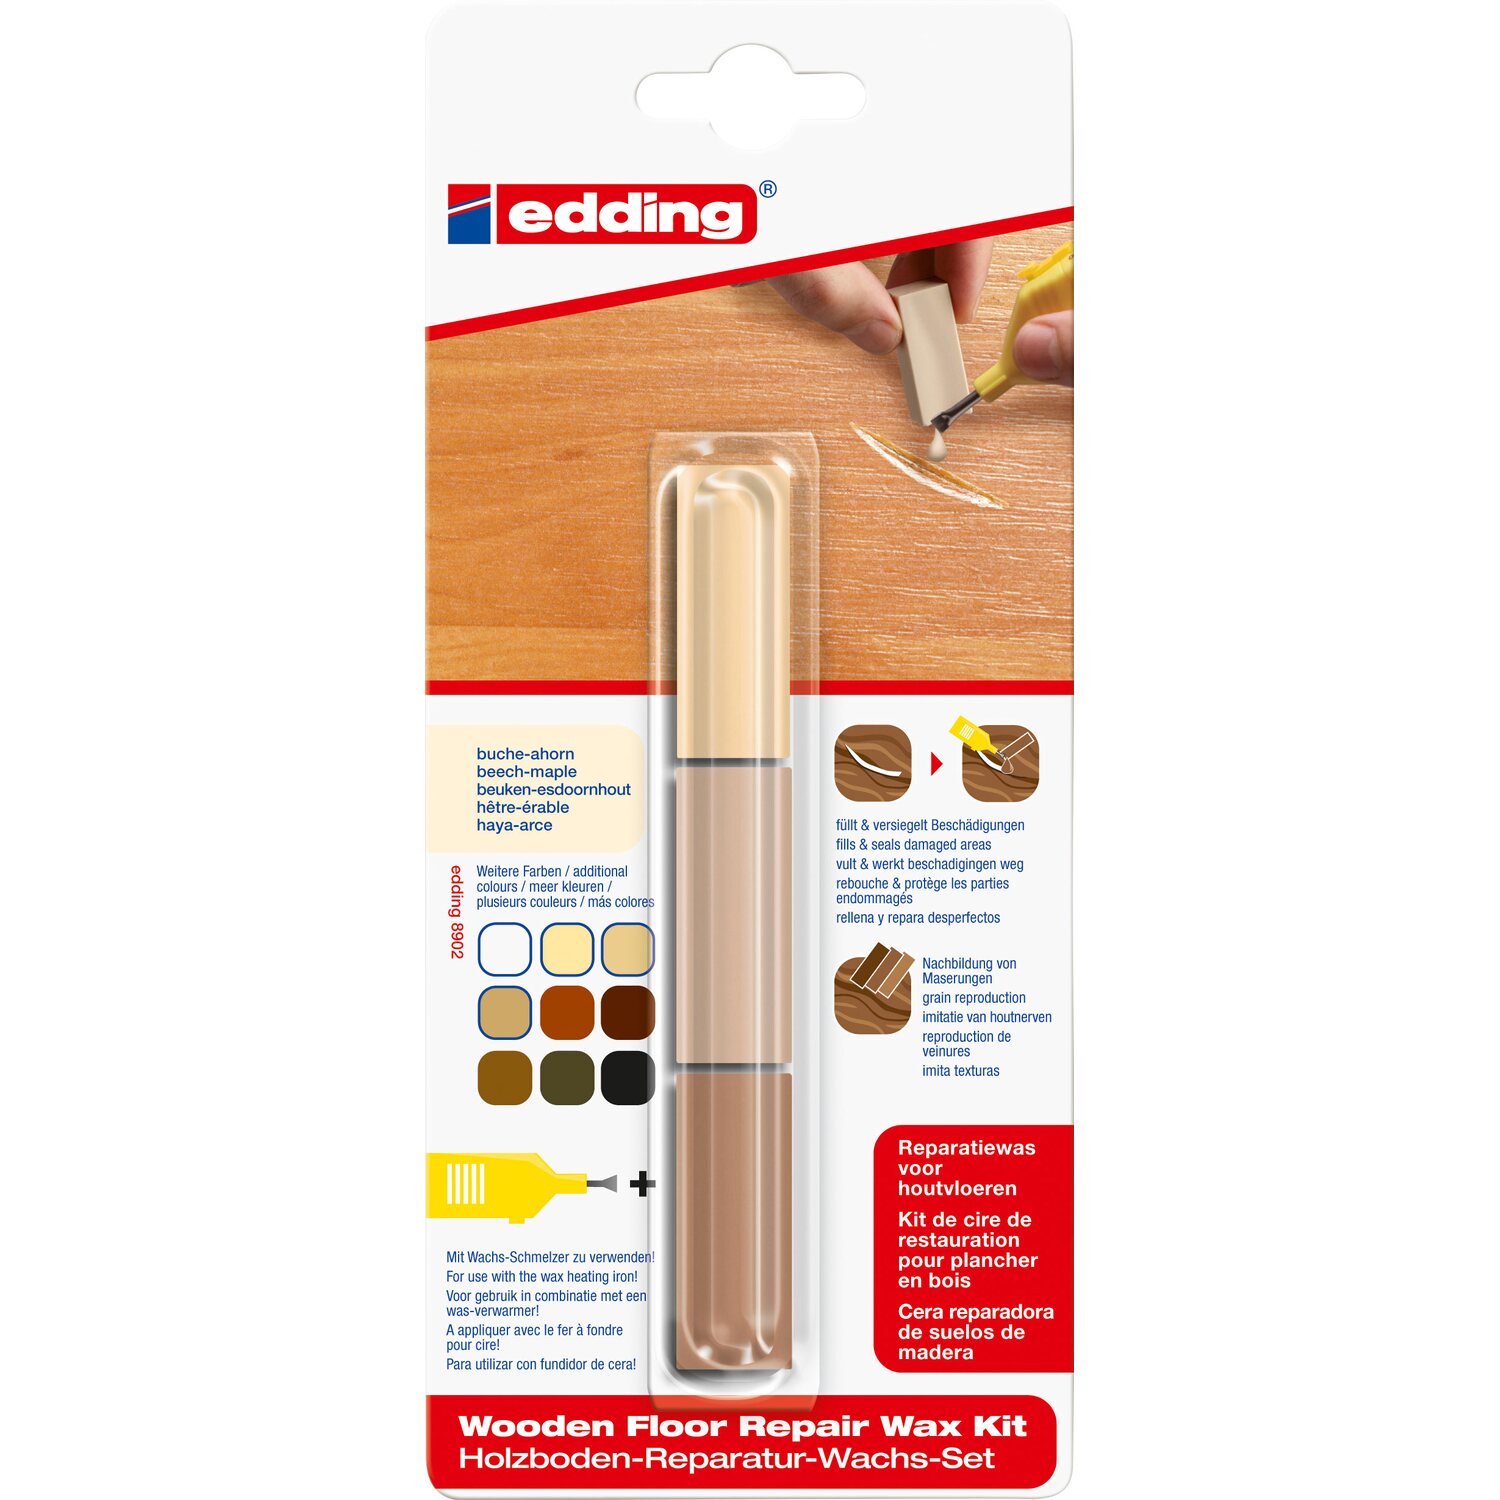 edding®
buche-ahorn
beech-maple
beuken-esdoornhout
hêtre-érable
haya-arce
edding 8902
Weitere Farben / additional
colours / meer kleuren /
plusieurs couleurs / más colores
Mit Wachs-Schmelzer zu verwenden!
For use with the wax heating iron!
Voor gebruik in combinatie met een
was-verwarmer!
A appliquer avec le fer à fondre
pour cire!
Para utilizar con fundidor de cera!
füllt & versiegelt Beschädigungen
fills & seals damaged areas
vult & werkt beschadigingen weg
rebouche & protège les parties
endommagés
rellena y repara desperfectos
Nachbildung von
Maserungen
grain reproduction
imitatie van houtnerven
reproduction de
veinures
imita texturas
Reparatiewas
voor
houtvloeren
Kit de cire de
restauration
pour plancher
en bois
Cera reparadora
de suelos de
madera
Wooden Floor Repair Wax Kit
Holzboden-Reparatur-Wachs-Set